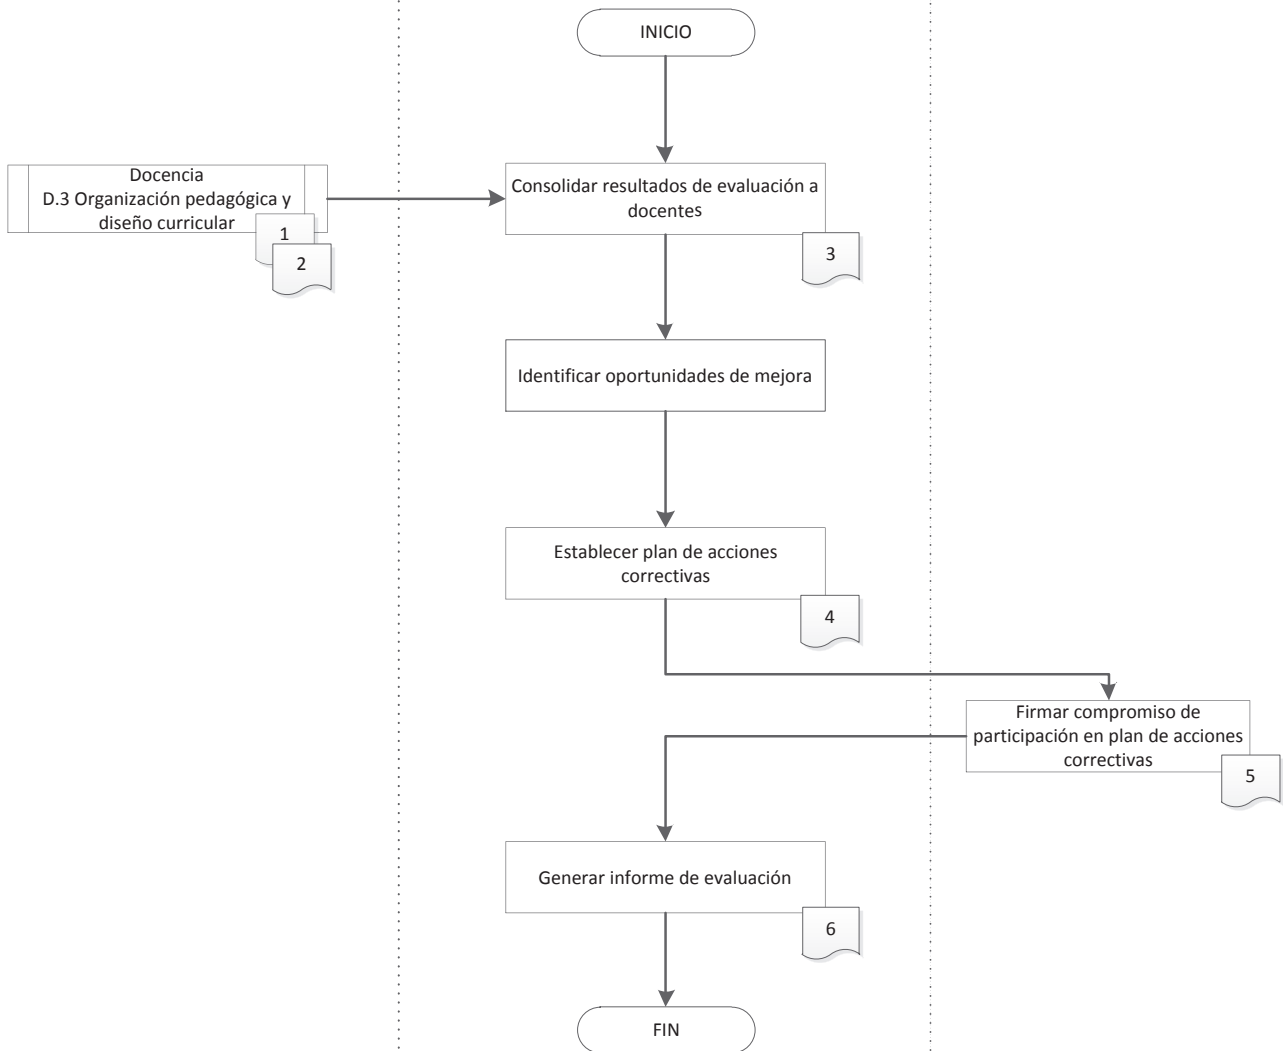 INICIO
Docencia
D.3 Organización pedagógica y
diseño curricular
1
2
Consolidar resultados de evaluación a
docentes
3
Identificar oportunidades de mejora
Establecer plan de acciones
correctivas
4
Firmar compromiso de
participación en plan de acciones
correctivas
5
Generar informe de evaluación
6
FIN